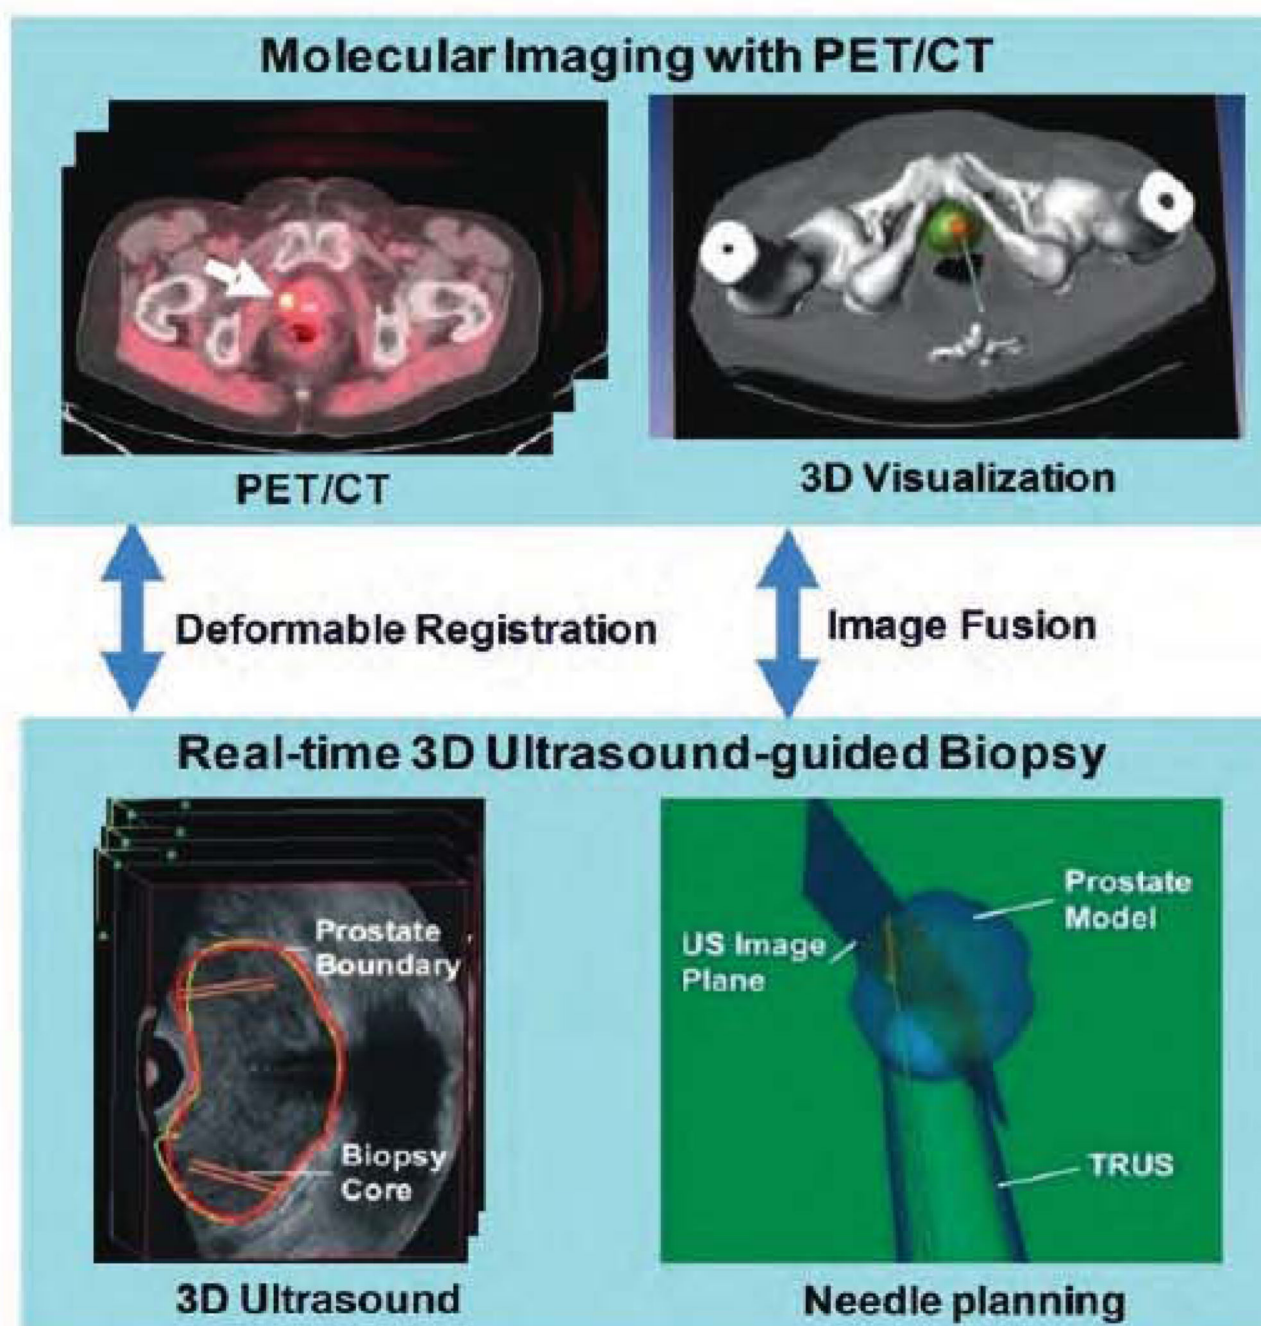 Molecular Imaging with PET/CT
PET/CT
3D Visualization
Deformable Registration
Image Fusion
Real-time 3D Ultrasound-guided Biopsy
Prostate
Boundary
Biopsy
Core
US Image
Plane
Prostate
Model
TRUS
3D Ultrasound
Needle planning